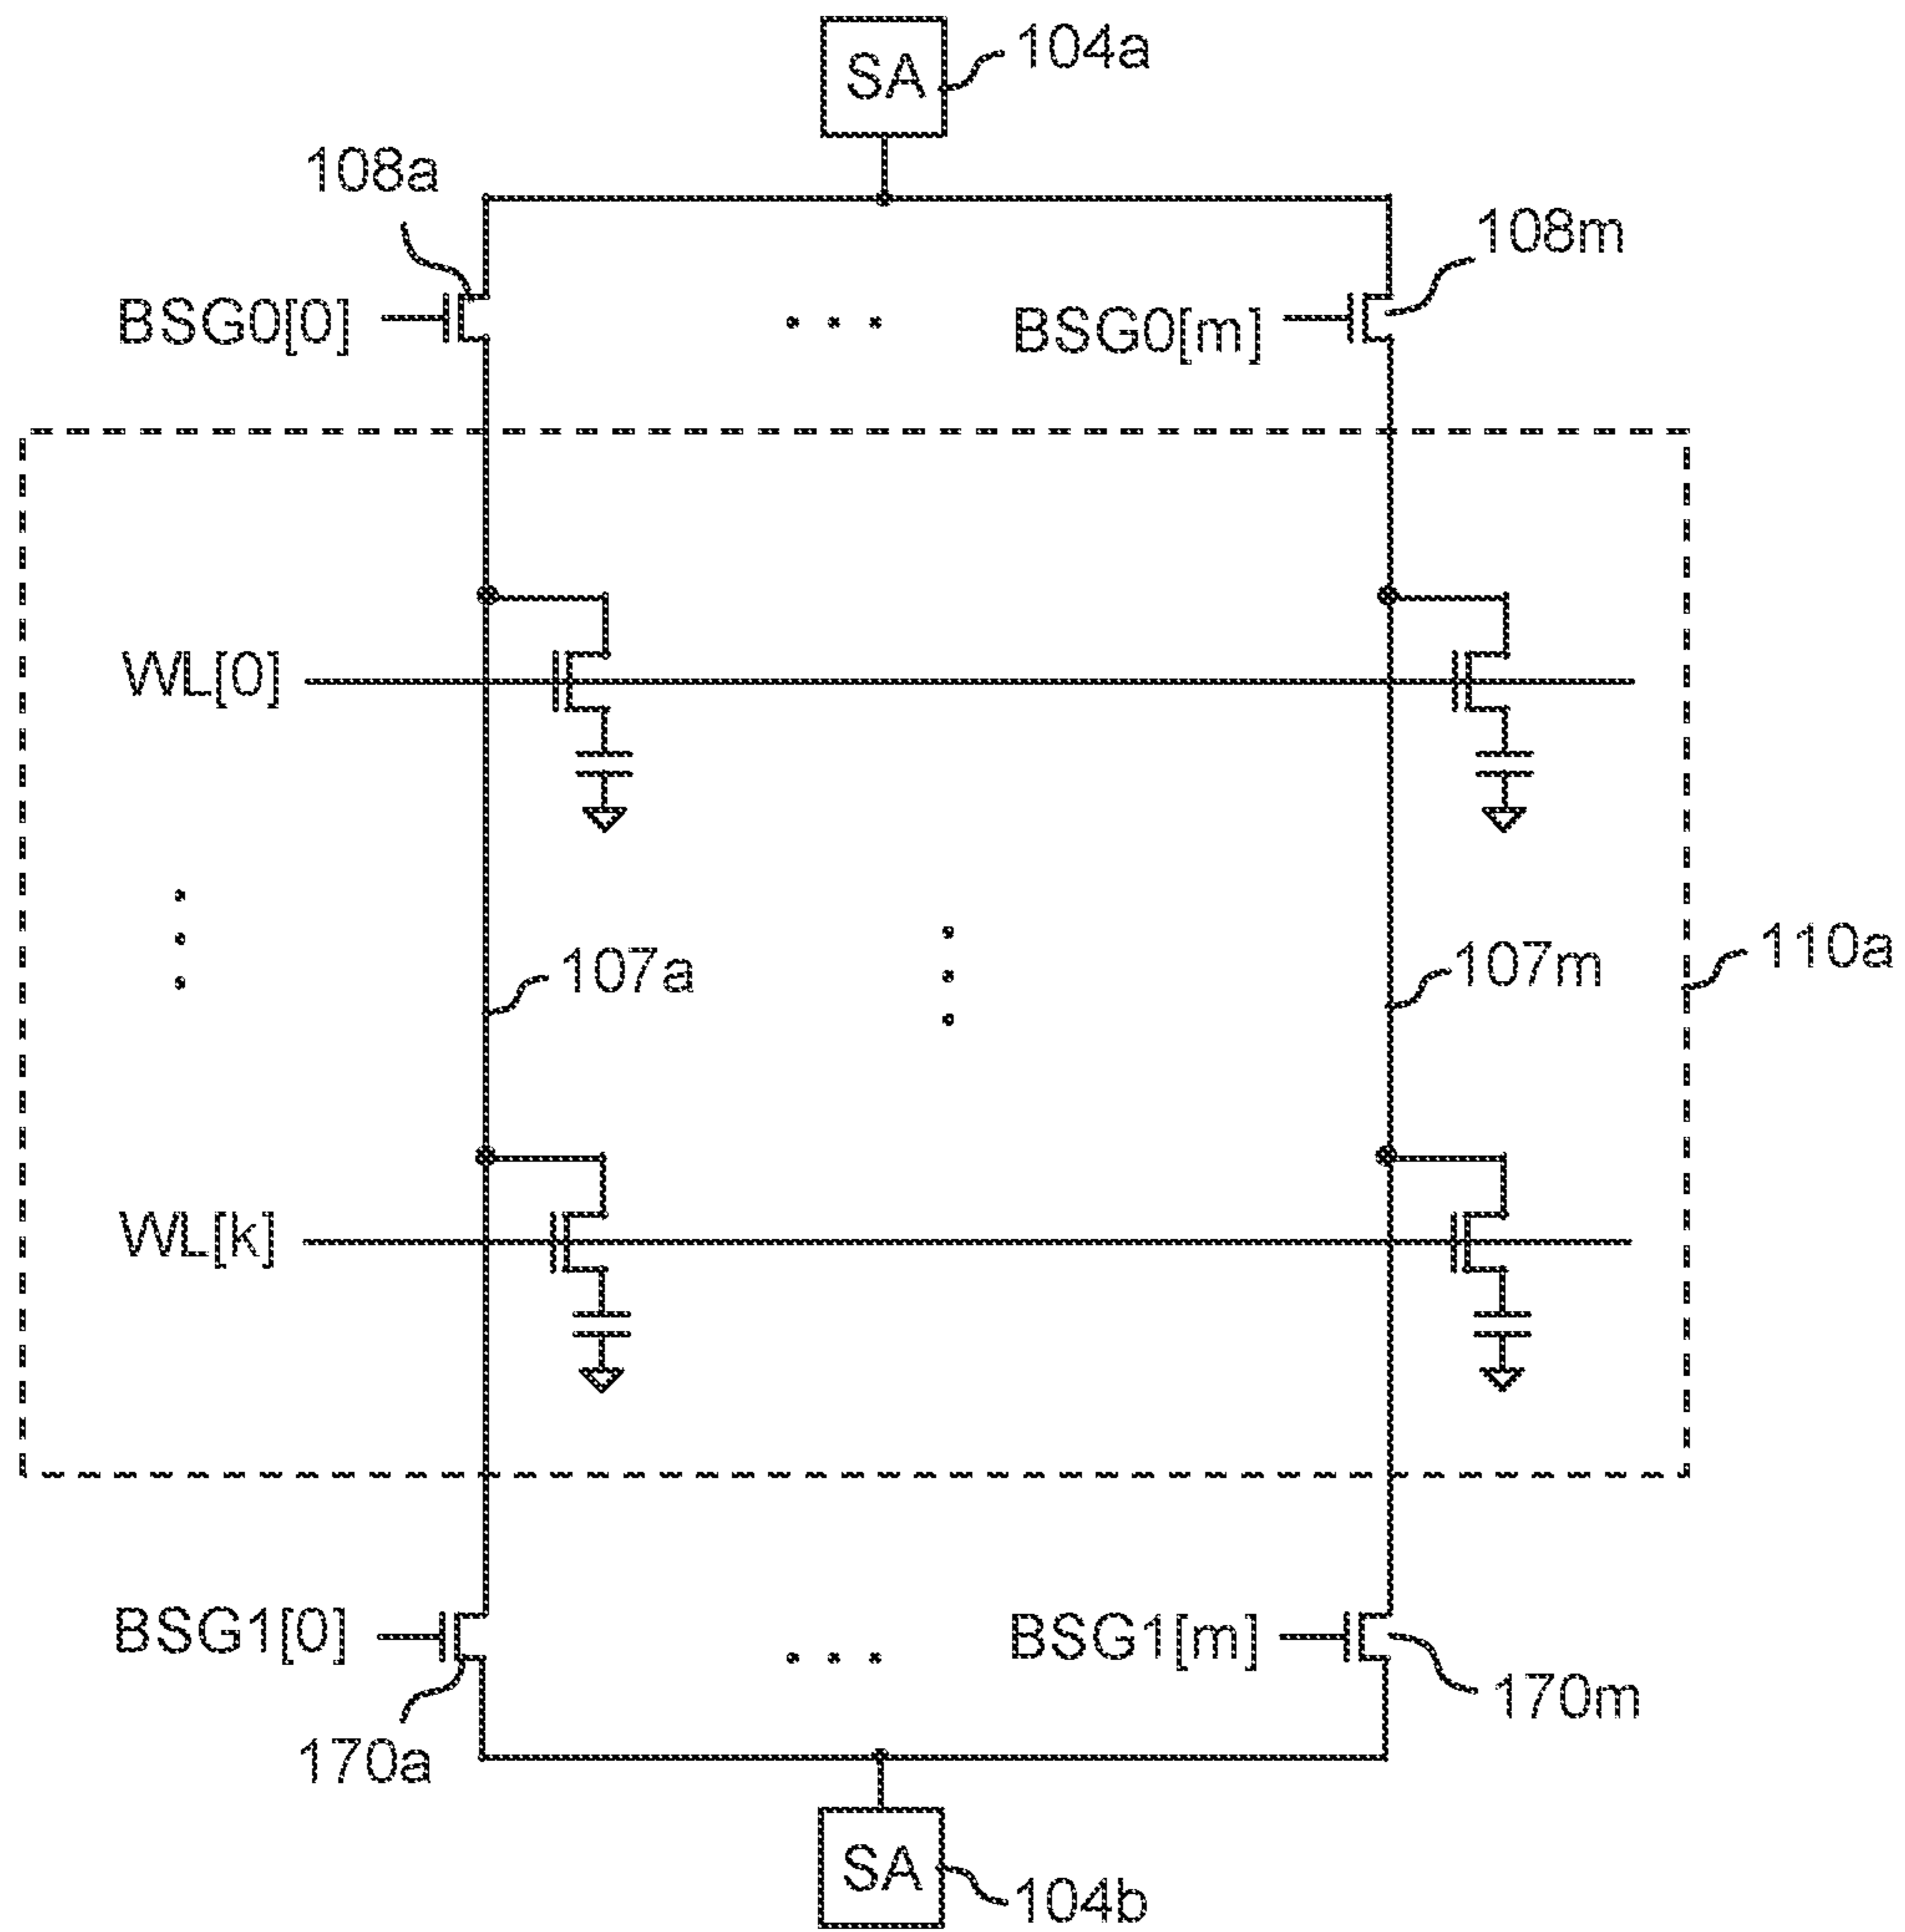 SA
104a
108a
108m
BSG0[0]
BSG0[m]
WL[0]
107a
107m
110a
WL[k]
BSG1[0]
BSG1[m]
170a
170m
SA
104b